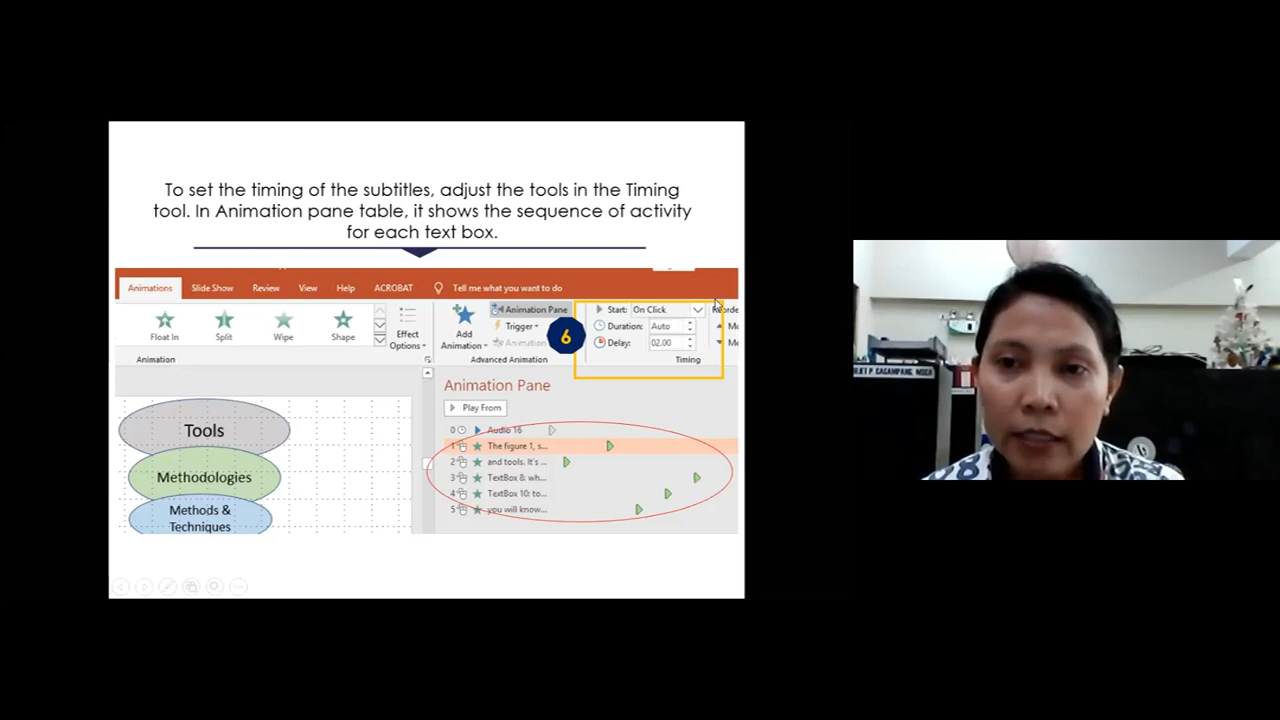 To set the timing of the subtitles, adjust the tools in the Timing
tool. In Animation pane table, it shows the sequence of activity
for each text box.
Animations Slide Show Review View Help ACROBAT Tell me what you want to do
Float In Split Wipe Shape
Effect
Options
Animation
Add
Animation
Animation Pane
Trigger
Animation
Advanced Animation
6
Start: On Click
Duration: Auto
Delay: 02.00
Timing
Mo
Mo
Animation Pane
Play From
0 Audio 16
1 The figure 1, s...
2 and tools. It's ...
3 TextBox 8: wh...
4 TextBox 10: to...
5 you will know...
Tools
Methodologies
Methods &
Techniques